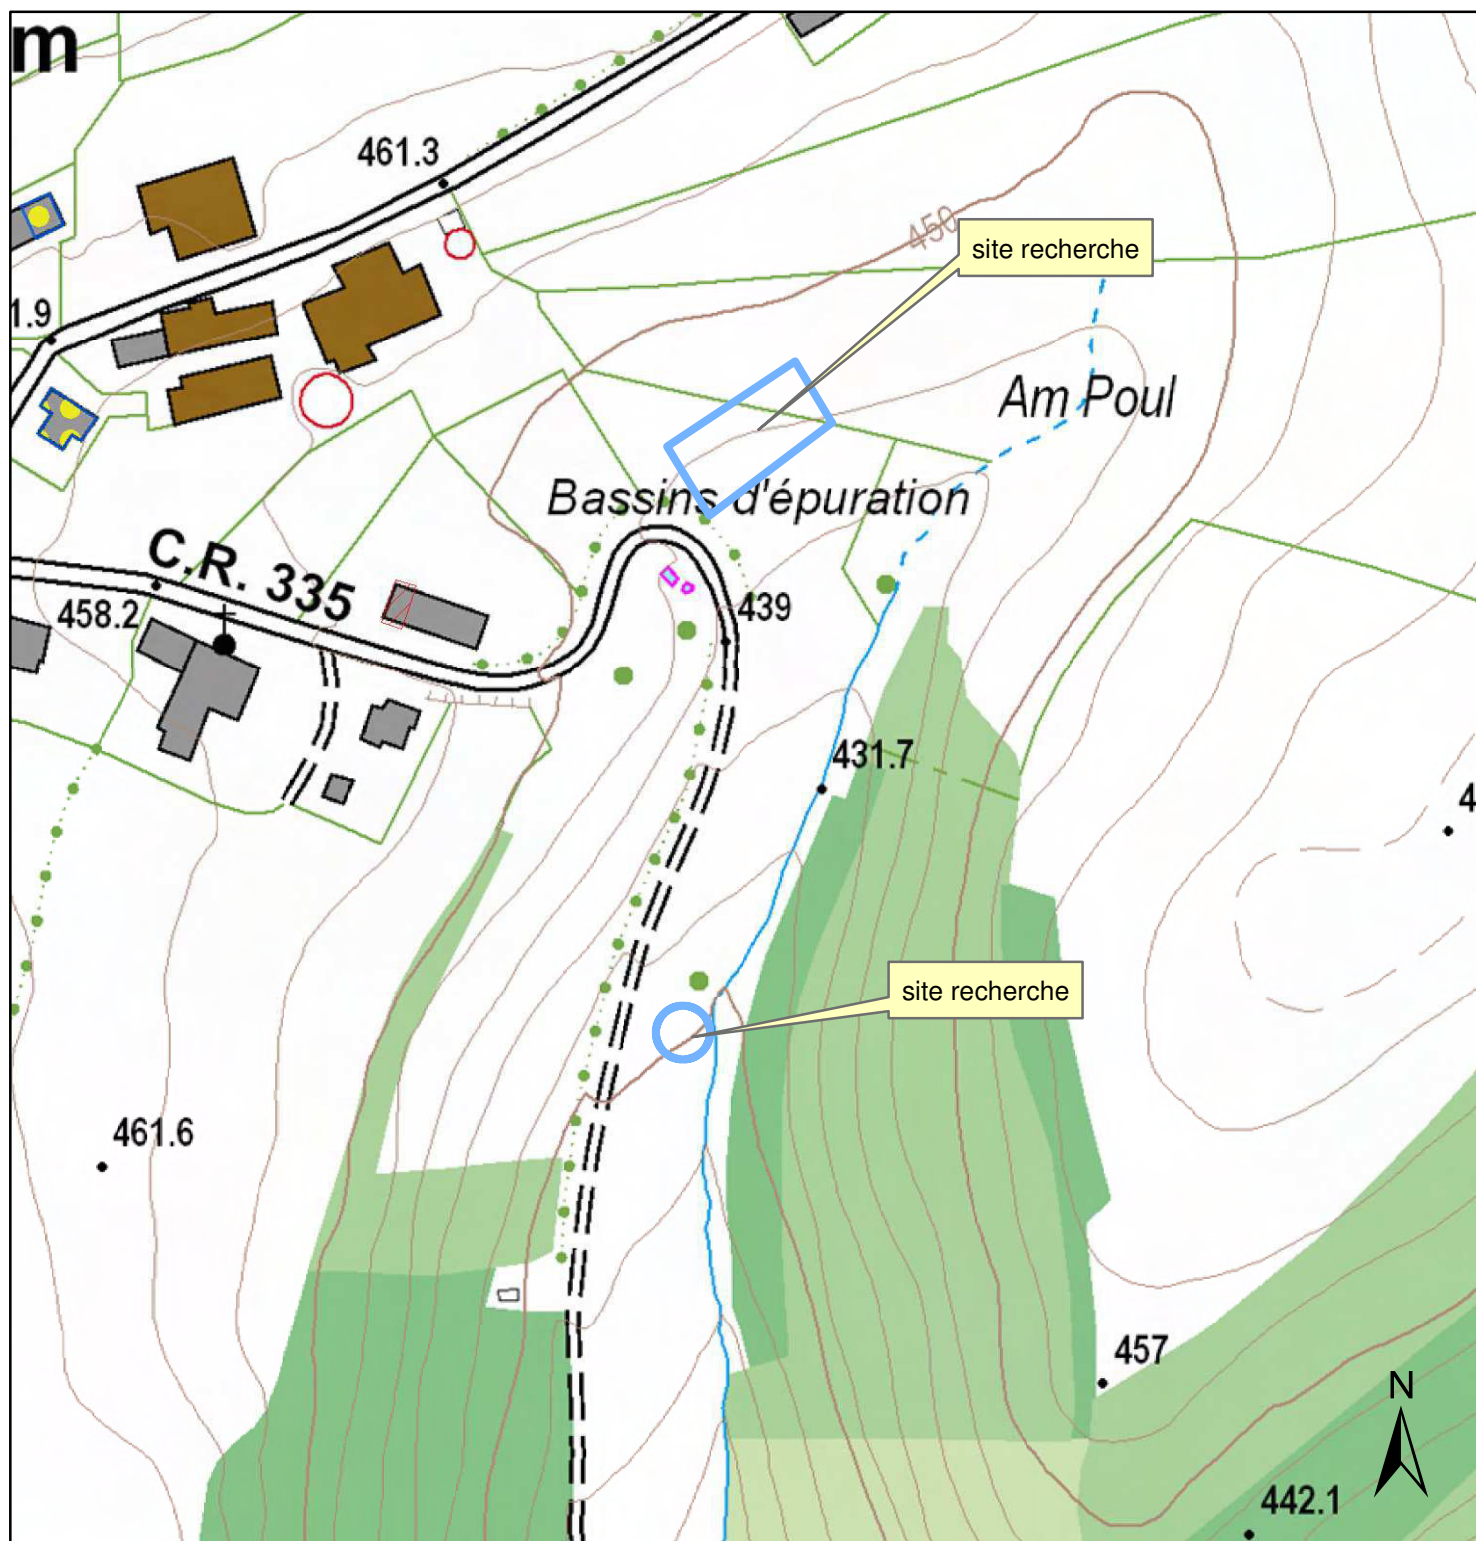 m
461.3
450
site recherche
1.9
Am Poul
Bassins d'épuration
C.R. 335
458.2
439
431.7
4
site recherche
461.6
457
N
442.1